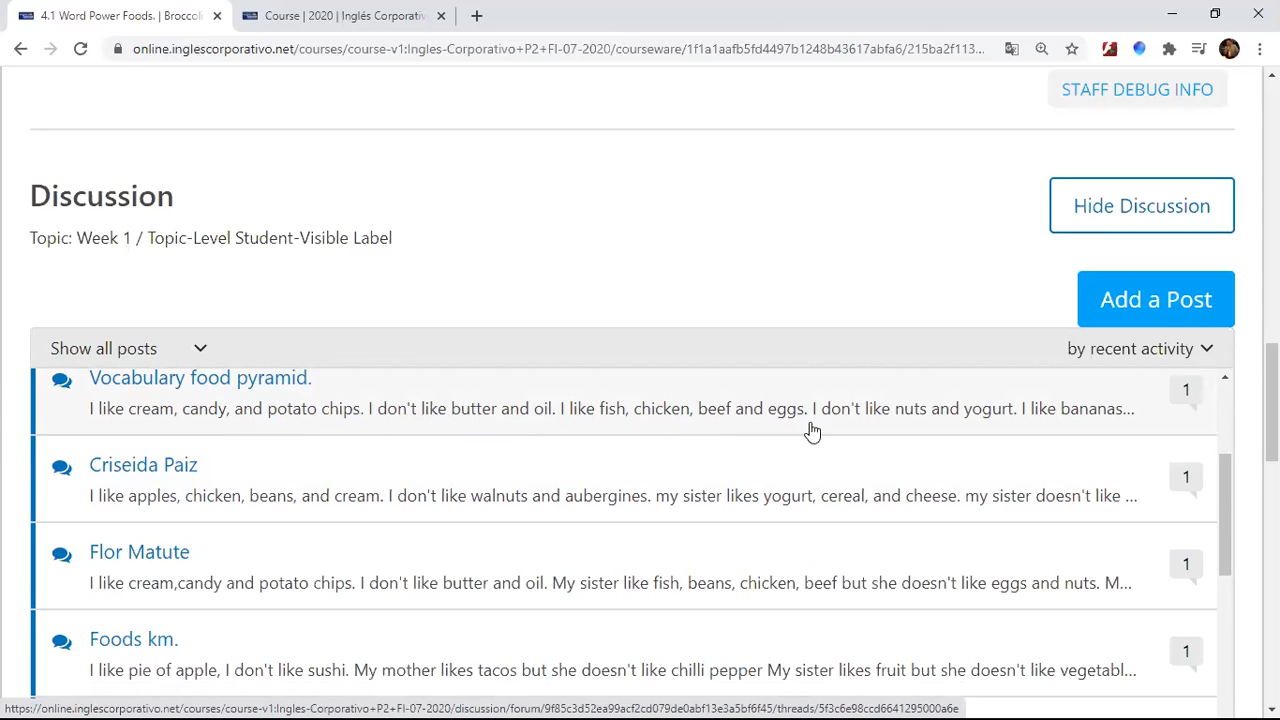 4.1 Word Power Foods. | Broccoli
Course | 2020 | Inglés Corporativ
online.inglescorporativo.net/courses/course-v1:Ingles-Corporativo+P2+FI-07-2020/courseware/1f1a1aafb5fd4497b1248b43617abfa6/215ba2f113...
STAFF DEBUG INFO
Discussion
Hide Discussion
Topic: Week 1 / Topic-Level Student-Visible Label
Add a Post
Show all posts
by recent activity
Vocabulary food pyramid.
1
I like cream, candy, and potato chips. I don't like butter and oil. I like fish, chicken, beef and eggs. I don't like nuts and yogurt. I like bananas...
Criseida Paiz
1
I like apples, chicken, beans, and cream. I don't like walnuts and aubergines. my sister likes yogurt, cereal, and cheese. my sister doesn't like ...
Flor Matute
1
I like cream,candy and potato chips. I don't like butter and oil. My sister like fish, beans, chicken, beef but she doesn't like eggs and nuts. M...
Foods km.
1
I like pie of apple, I don't like sushi. My mother likes tacos but she doesn't like chilli pepper My sister likes fruit but she doesn't like vegetabl...
https://online.inglescorporativo.net/courses/course-v1:Ingles-Corporativo+P2+FI-07-2020/discussion/forum/9f85c3d52ea99acf2cd079de0abf13e3a5bf6f45/threads/5f3c6e98ccd6641295000a6e